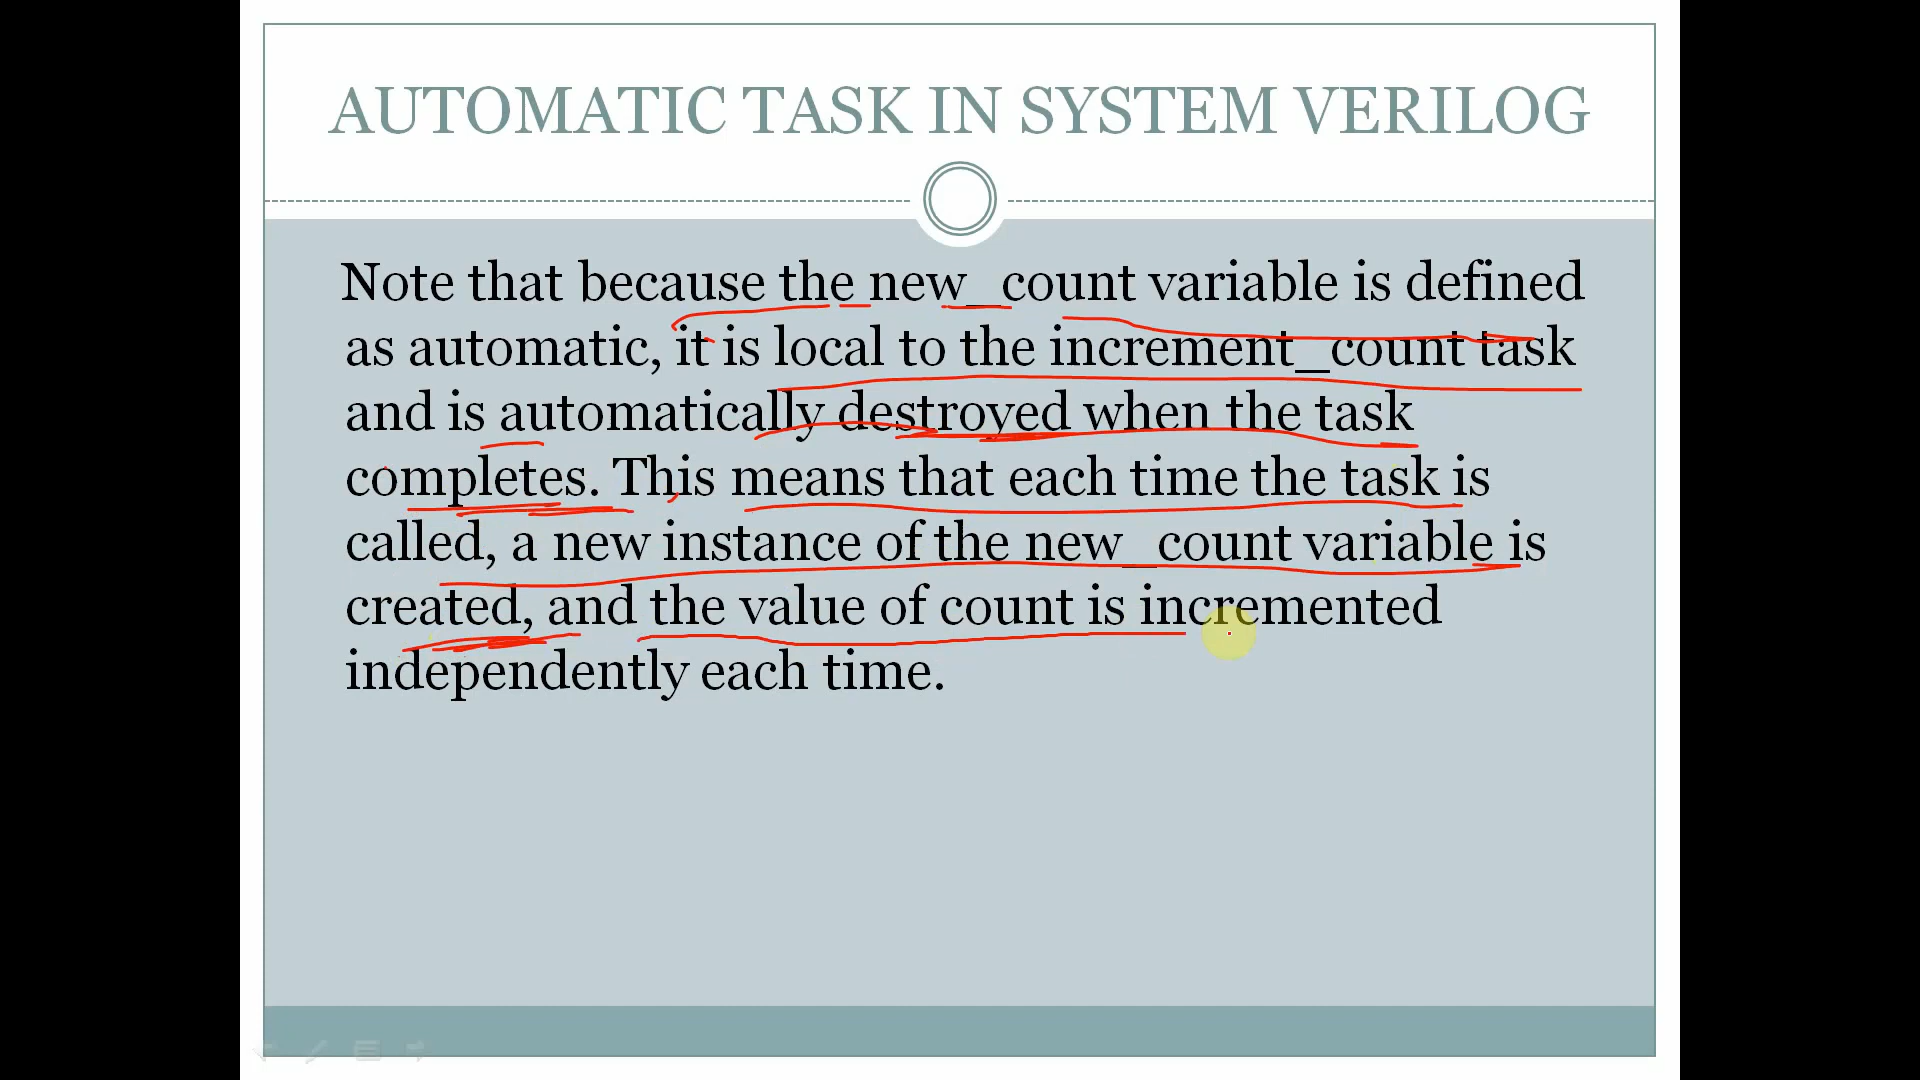 AUTOMATIC TASK IN SYSTEM VERILOG
Note that because the new_count variable is defined
as automatic, it is local to the increment_count task
and is automatically destroyed when the task
completes. This means that each time the task is
called, a new instance of the new_count variable is
created, and the value of count is incremented
independently each time.